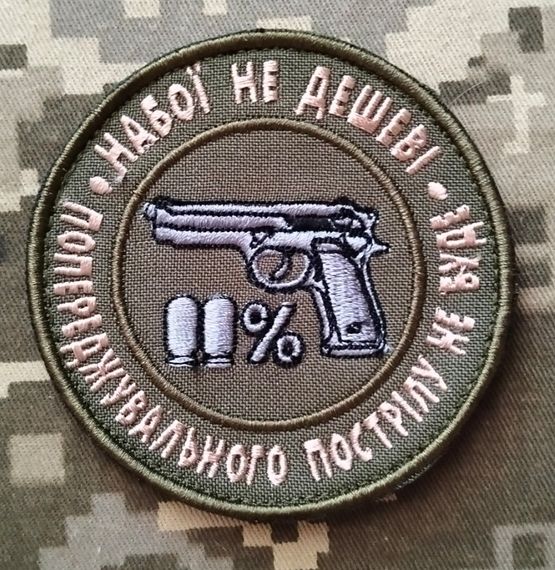 НАБОЇ НЕ ДЕШЕВІ
ПОПЕРЕДЖУВАЛЬНОГО ПОСТРІЛУ НЕ БУДЕ
%